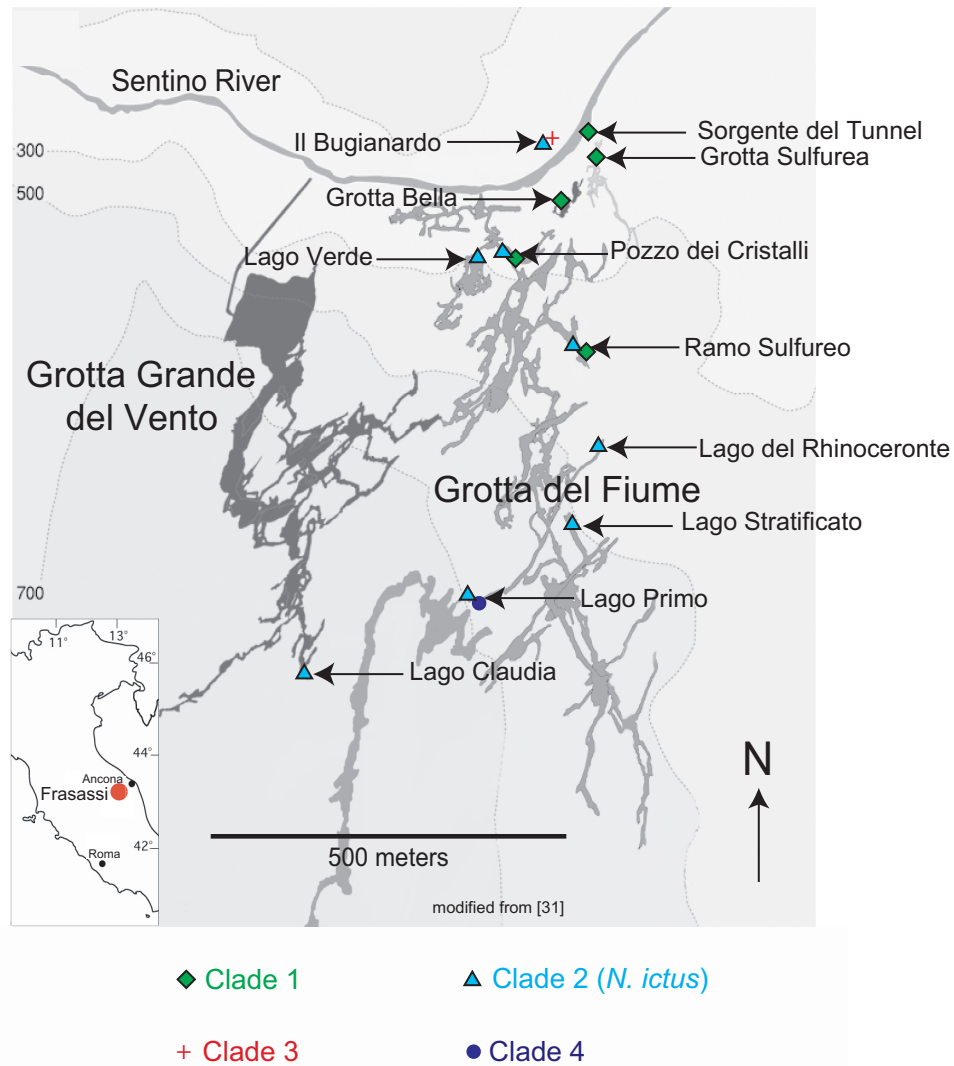 Sentino River
Il Bugianardo
Sorgente del Tunnel
Grotta Sulfurea
300
500
Grotta Bella
Lago Verde
Pozzo dei Cristalli
Ramo Sulfureo
Grotta Grande
del Vento
Lago del Rhinoceronte
Grotta del Fiume
Lago Stratificato
700
Lago Primo
Lago Claudia
11°
13°
46°
44°
Ancona
Frasassi
42°
Roma
N
500 meters
modified from [31]
Clade 1
Clade 2 (N. ictus)
Clade 3
Clade 4